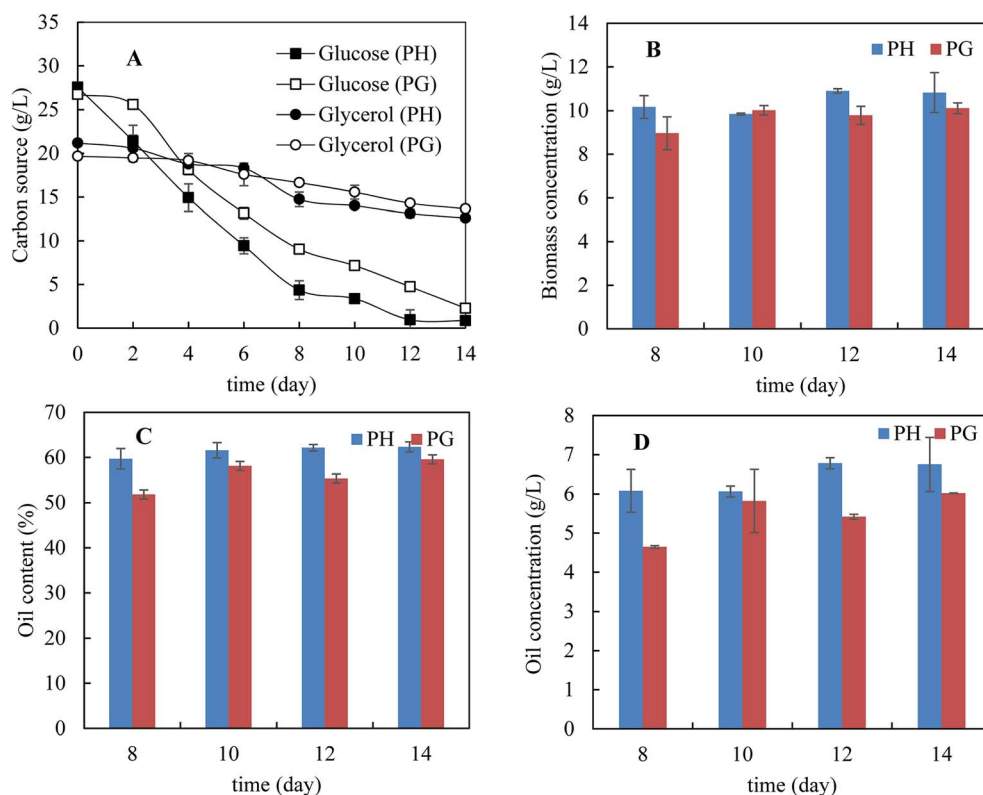 A
Glucose (PH)
Glucose (PG)
Glycerol (PH)
Glycerol (PG)
Carbon source (g/L)
35
30
25
20
15
10
5
0
0 2 4 6 8 10 12 14
time (day)
B
PH PG
Biomass concentration (g/L)
14
12
10
8
6
4
2
0
8 10 12 14
time (day)
C
PH PG
Oil content (%)
70
60
50
40
30
20
10
0
8 10 12 14
time (day)
D
PH PG
Oil concentration (g/L)
8
7
6
5
4
3
2
1
0
8 10 12 14
time (day)